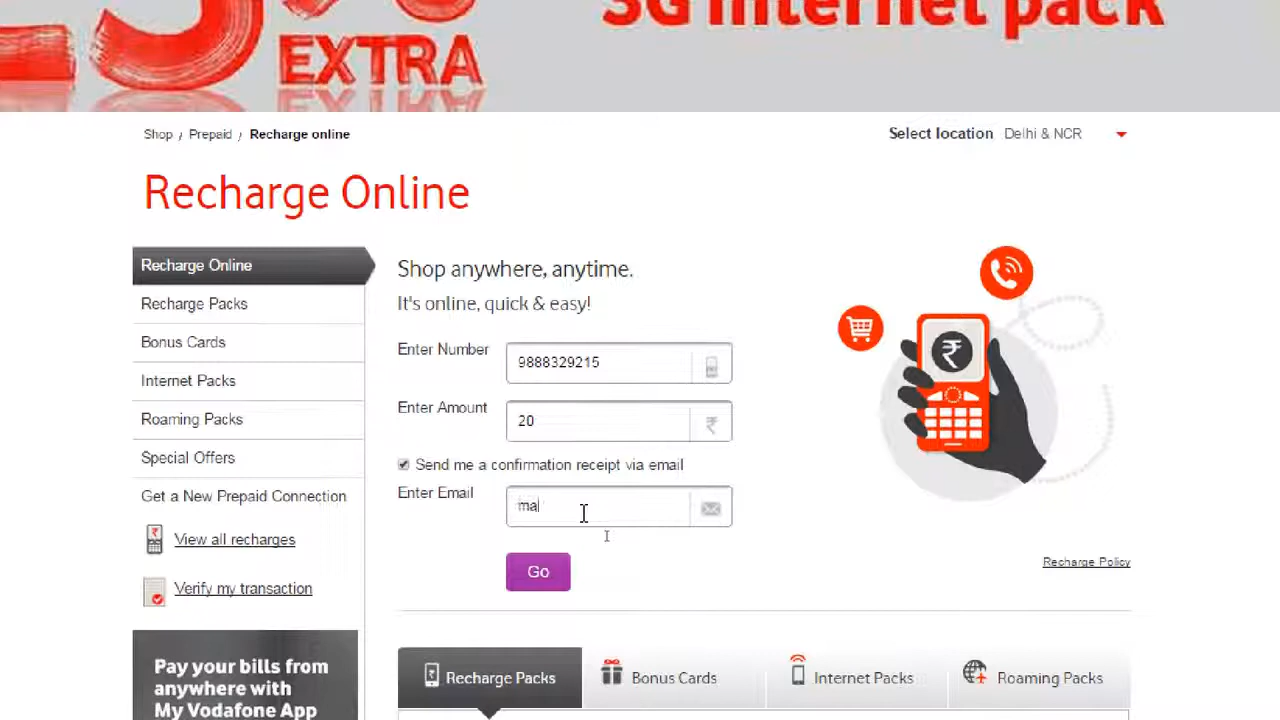 EXTRA
3G internet pack
Shop / Prepaid / Recharge online
Select location Delhi & NCR
Recharge Online
Recharge Online
Recharge Packs
Bonus Cards
Internet Packs
Roaming Packs
Special Offers
Get a New Prepaid Connection
View all recharges
Verify my transaction
Pay your bills from
anywhere with
My Vodafone App
Shop anywhere, anytime.
It's online, quick & easy!
Enter Number 9888329215
Enter Amount 20
Send me a confirmation receipt via email
Enter Email ma
Go
Recharge Policy
Recharge Packs
Bonus Cards
Internet Packs
Roaming Packs